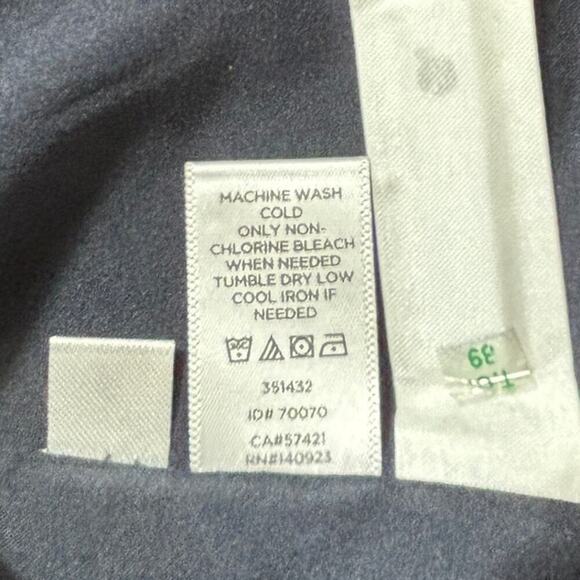 MACHINE WASH
COLD
ONLY NON-
CHLORINE BLEACH
WHEN NEEDED
TUMBLE DRY LOW
COOL IRON IF
NEEDED
351432
ID# 70070
CA#57421
RN#140923
39